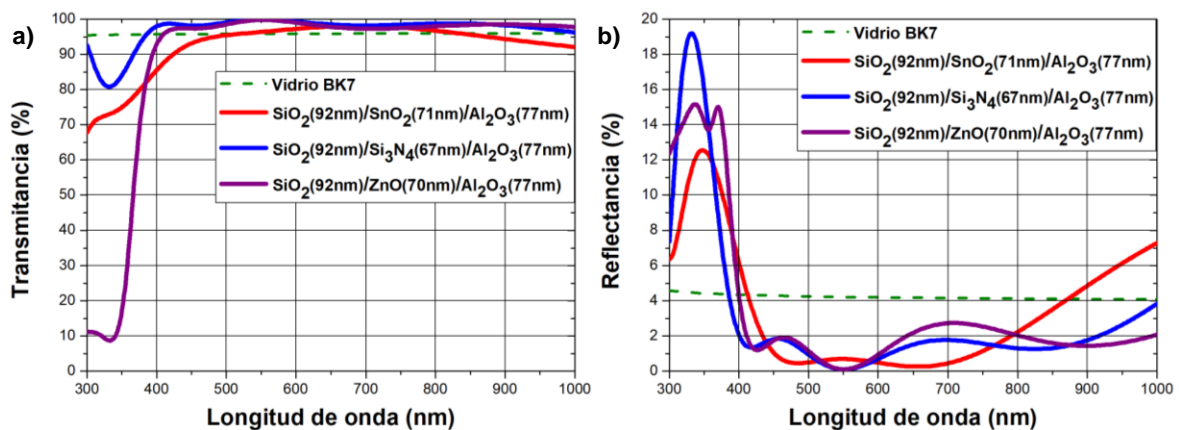 a)
Transmitancia (%)
100
90
80
70
60
50
40
30
20
10
0
Vidrio BK7
SiO2(92nm)/SnO2(71nm)/Al2O3(77nm)
SiO2(92nm)/Si3N4(67nm)/Al2O3(77nm)
SiO2(92nm)/ZnO(70nm)/Al2O3(77nm)
300 400 500 600 700 800 900 1000
Longitud de onda (nm)
b)
Reflectancia (%)
20
18
16
14
12
10
8
6
4
2
0
Vidrio BK7
SiO2(92nm)/SnO2(71nm)/Al2O3(77nm)
SiO2(92nm)/Si3N4(67nm)/Al2O3(77nm)
SiO2(92nm)/ZnO(70nm)/Al2O3(77nm)
300 400 500 600 700 800 900 1000
Longitud de onda (nm)